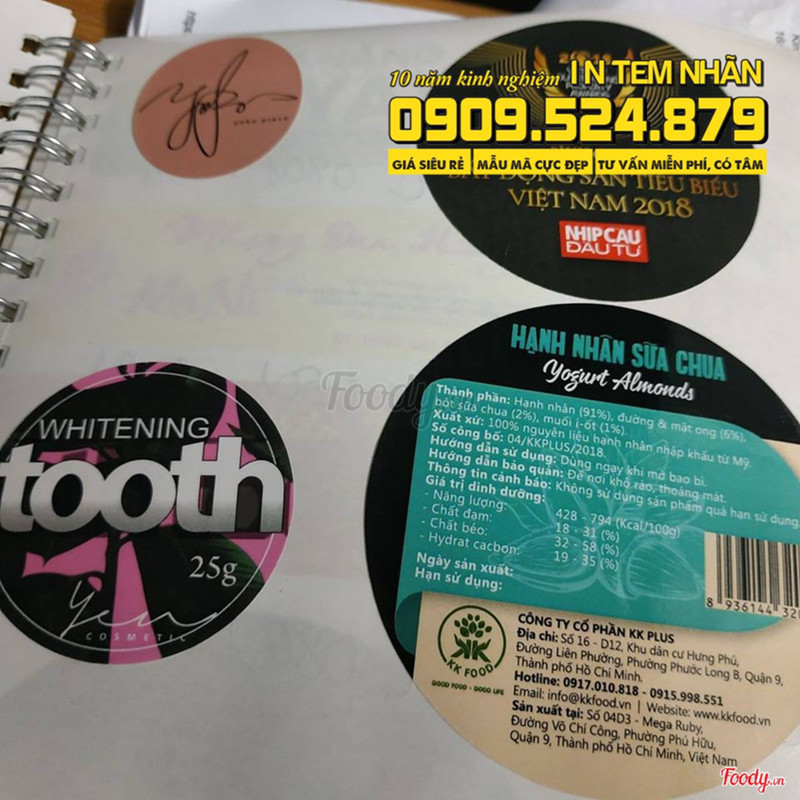 10 năm kinh nghiệm IN TEM NHÃN
0909.524.879
GIÁ SIÊU RẺ MẪU MÃ CỰC ĐẸP TƯ VẤN MIỄN PHÍ, CÓ TÂM
BẤT ĐỘNG SẢN TIÊU BIỂU
VIỆT NAM 2018
NHỊP CẦU
ĐẦU TƯ
HẠNH NHÂN SỮA CHUA
Yogurt Almonds
Thành phần: Hạnh nhân (91%), đường & mật ong (6%),
bột sữa chua (2%), muối i-ốt (1%).
Xuất xứ: 100% nguyên liệu hạnh nhân nhập khẩu từ Mỹ.
Số công bố: 04/KKPLUS/2018.
Hướng dẫn sử dụng: Dùng ngay khi mở bao bì.
Hướng dẫn bảo quản: Để nơi khô ráo, thoáng mát.
Thông tin cảnh báo: Không sử dụng sản phẩm quá hạn sử dụng
Giá trị dinh dưỡng:
- Năng lượng: 428 - 794 (Kcal/100g)
- Chất đạm: 18 - 31 (%)
- Chất béo: 32 - 58 (%)
- Hydrat cacbon: 19 - 35 (%)
Ngày sản xuất:
Hạn sử dụng:
8 936144 320
KK FOOD
GOOD FOOD - GOOD LIFE
CÔNG TY CỔ PHẦN KK PLUS
Địa chỉ: Số 16 - D12, Khu dân cư Hưng Phú,
Đường Liên Phường, Phường Phước Long B, Quận 9,
Thành phố Hồ Chí Minh.
Hotline: 0917.010.818 - 0915.998.551
Email: info@kkfood.vn | Website: www.kkfood.vn
Sản xuất tại: Số 04D3 - Mega Ruby,
Đường Võ Chí Công, Phường Phú Hữu,
Quận 9, Thành phố Hồ Chí Minh, Việt Nam
WHITENING
tooth
25g
Yen
COSMETIC
Foody
Foody.vn